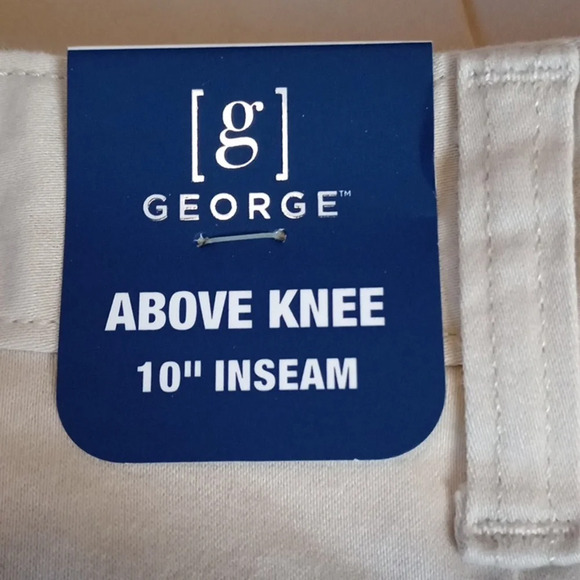 [g]
GEORGE™
ABOVE KNEE
10" INSEAM